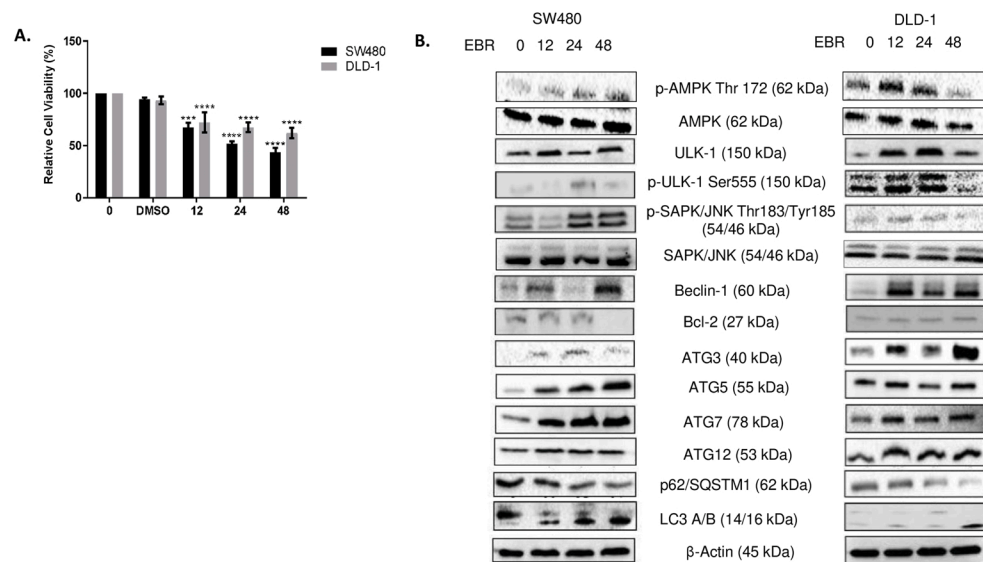 A.
150
100
50
0
Relative Cell Viability (%)
SW480
DLD-1
***
****
****
****
****
****
0 DMSO 12 24 48
B.
SW480
DLD-1
EBR 0 12 24 48
EBR 0 12 24 48
p-AMPK Thr 172 (62 kDa)
AMPK (62 kDa)
ULK-1 (150 kDa)
p-ULK-1 Ser555 (150 kDa)
p-SAPK/JNK Thr183/Tyr185
(54/46 kDa)
SAPK/JNK (54/46 kDa)
Beclin-1 (60 kDa)
Bcl-2 (27 kDa)
ATG3 (40 kDa)
ATG5 (55 kDa)
ATG7 (78 kDa)
ATG12 (53 kDa)
p62/SQSTM1 (62 kDa)
LC3 A/B (14/16 kDa)
β-Actin (45 kDa)